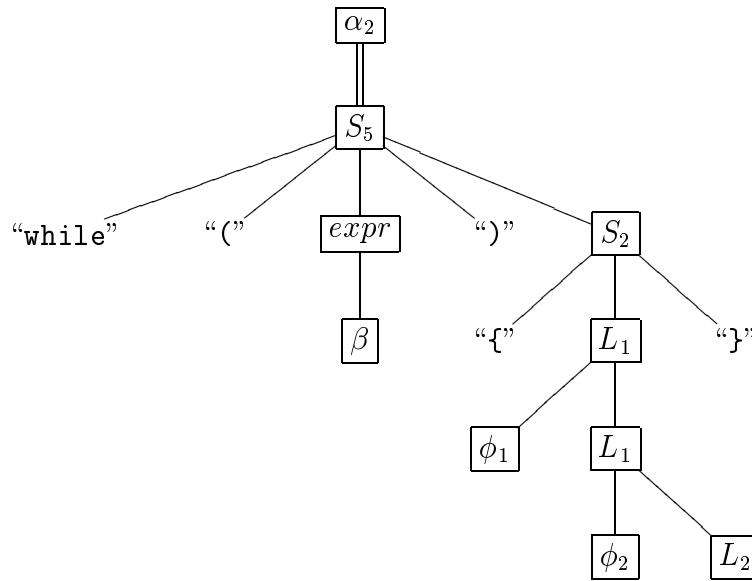 α₂
S₅
“while” “(” expr “)” S₂
β “{” L₁ “}”
ϕ₁ L₁
ϕ₂ L₂